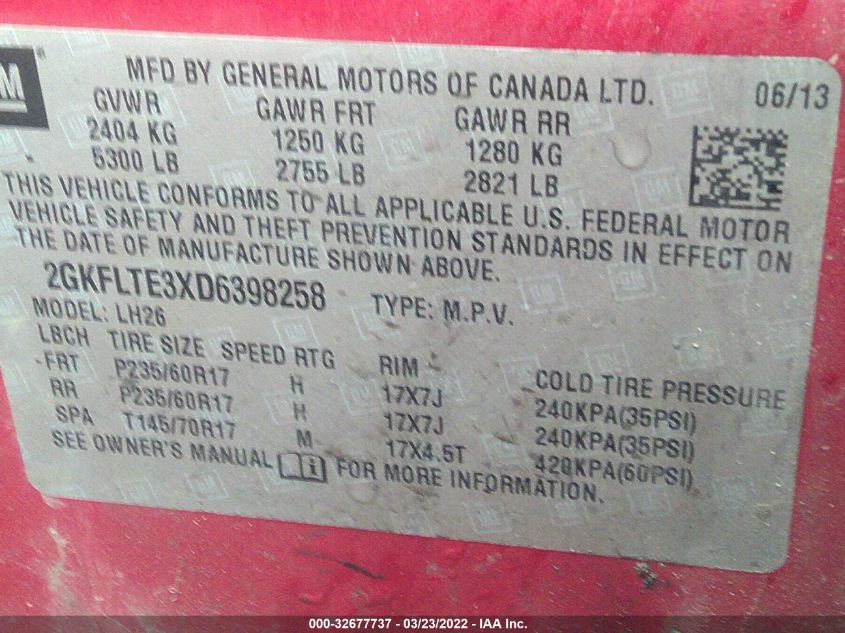 GM
MFD BY GENERAL MOTORS OF CANADA LTD. 06/13
GVWR GAWR FRT GAWR RR
2404 KG 1250 KG 1280 KG
5300 LB 2755 LB 2821 LB
THIS VEHICLE CONFORMS TO ALL APPLICABLE U.S. FEDERAL MOTOR
VEHICLE SAFETY AND THEFT PREVENTION STANDARDS IN EFFECT ON
THE DATE OF MANUFACTURE SHOWN ABOVE.
2GKFLTE3XD6398258 TYPE: M.P.V.
MODEL: LH26
LBCH TIRE SIZE SPEED RTG RIM COLD TIRE PRESSURE
FRT P235/60R17 H 17X7J 240KPA(35PSI)
RR P235/60R17 H 17X7J 240KPA(35PSI)
SPA T145/70R17 M 17X4.5T 420KPA(60PSI)
SEE OWNER'S MANUAL i FOR MORE INFORMATION.
000-32677737 - 03/23/2022 - IAA Inc.